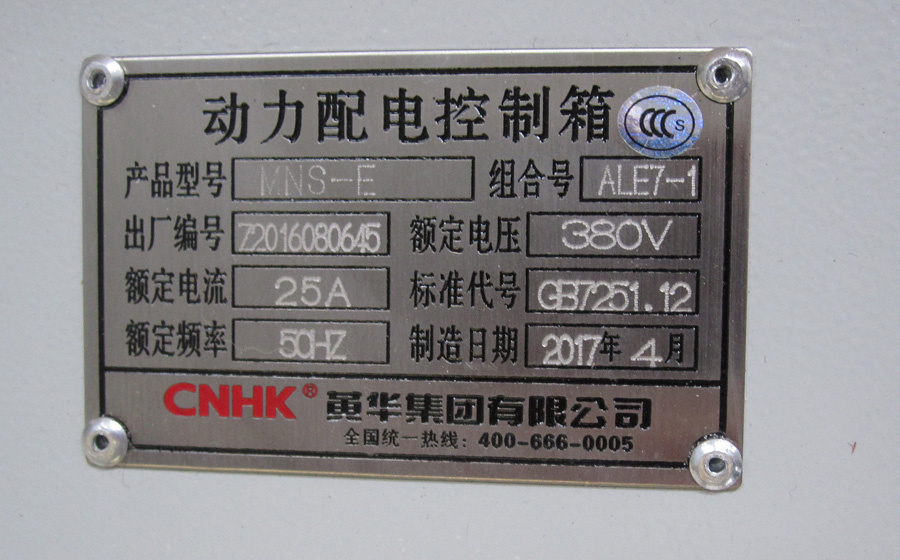 动力配电控制箱 CCC S
产品型号 MNS-E 组合号 ALE7-1
出厂编号 Z2016080645 额定电压 380V
额定电流 25A 标准代号 GB7251.12
额定频率 50HZ 制造日期 2017年4月
CNHK® 黄华集团有限公司
全国统一热线: 400-666-0005